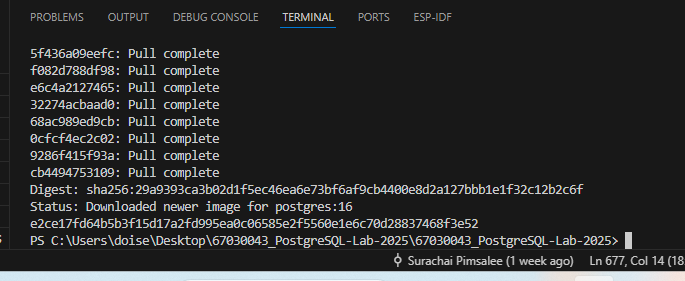 PROBLEMS OUTPUT DEBUG CONSOLE TERMINAL PORTS ESP-IDF
5f436a09eefc: Pull complete
f082d788df98: Pull complete
e6c4a2127465: Pull complete
32274acbaad0: Pull complete
68ac989ed9cb: Pull complete
0cfcf4ec2c02: Pull complete
9286f415f93a: Pull complete
cb4494753109: Pull complete
Digest: sha256:29a9393ca3b02d1f5ec46ea6e73bf6af9cb4400e8d2a127bbb1e1f32c12b2c6f
Status: Downloaded newer image for postgres:16
e2ce17fd64b5b3f15d17a2fd995ea0c06585e2f5560e1e6c70d28837468f3e52
PS C:\Users\doise\Desktop\67030043_PostgreSQL-Lab-2025\67030043_PostgreSQL-Lab-2025>
Surachai Pimsalee (1 week ago) Ln 677, Col 14 (18